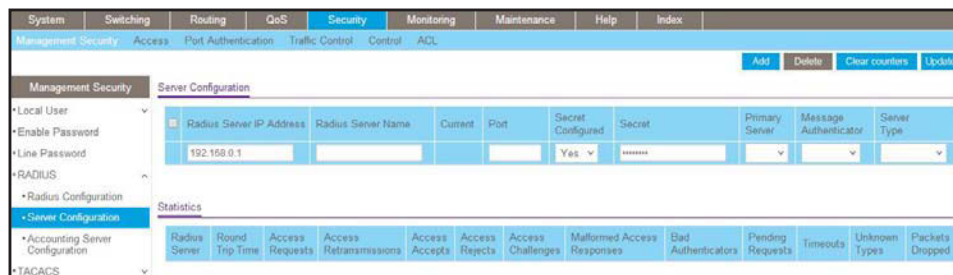 System Switching Routing QoS Security Monitoring Maintenance Help Index
Management Security Access Port Authentication Traffic Control Control ACL
Add Delete Clear counters Update
Management Security
Local User
Enable Password
Line Password
RADIUS
Radius Configuration
Server Configuration
Accounting Server
Configuration
TACACS
Server Configuration
Radius Server IP Address Radius Server Name Current Port Secret Configured Secret Primary Server Message Authenticator Server Type
192.168.0.1 Yes ********
Statistics
Radius Server Round Trip Time Access Requests Access Retransmissions Access Accepts Access Rejects Access Challenges Malformed Access Responses Bad Authenticators Pending Requests Timeouts Unknown Types Packets Dropped